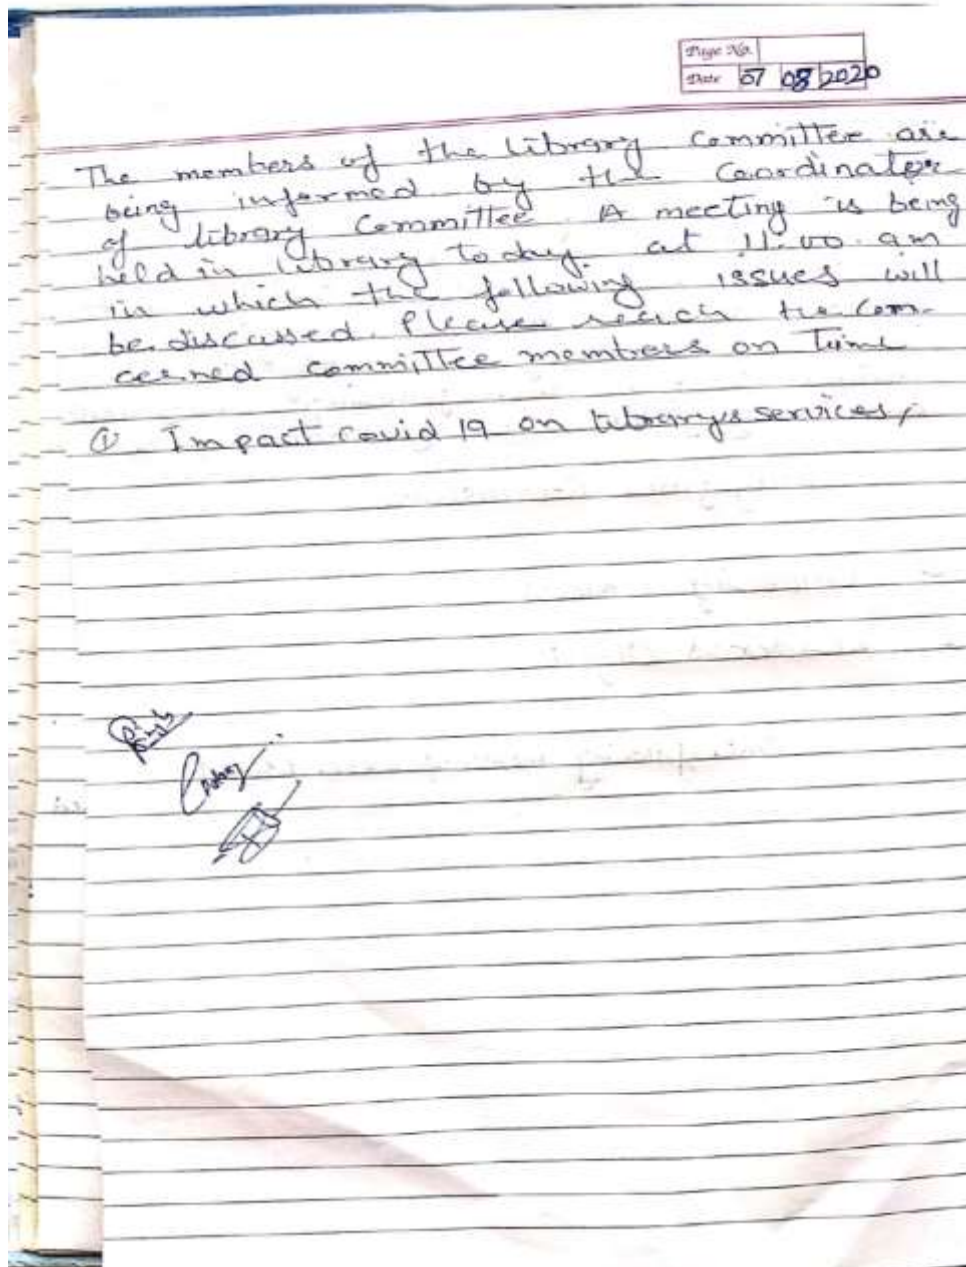 Page No.
Date 07 08 2020
The members of the library committee are
being informed by the Coordinator
of library Committee A meeting is being
held in library today at 11.00 am
in which the following issues will
be discussed Please reach the con-
cerned committee members on Time
① Impact covid 19 on library's services,
Singh